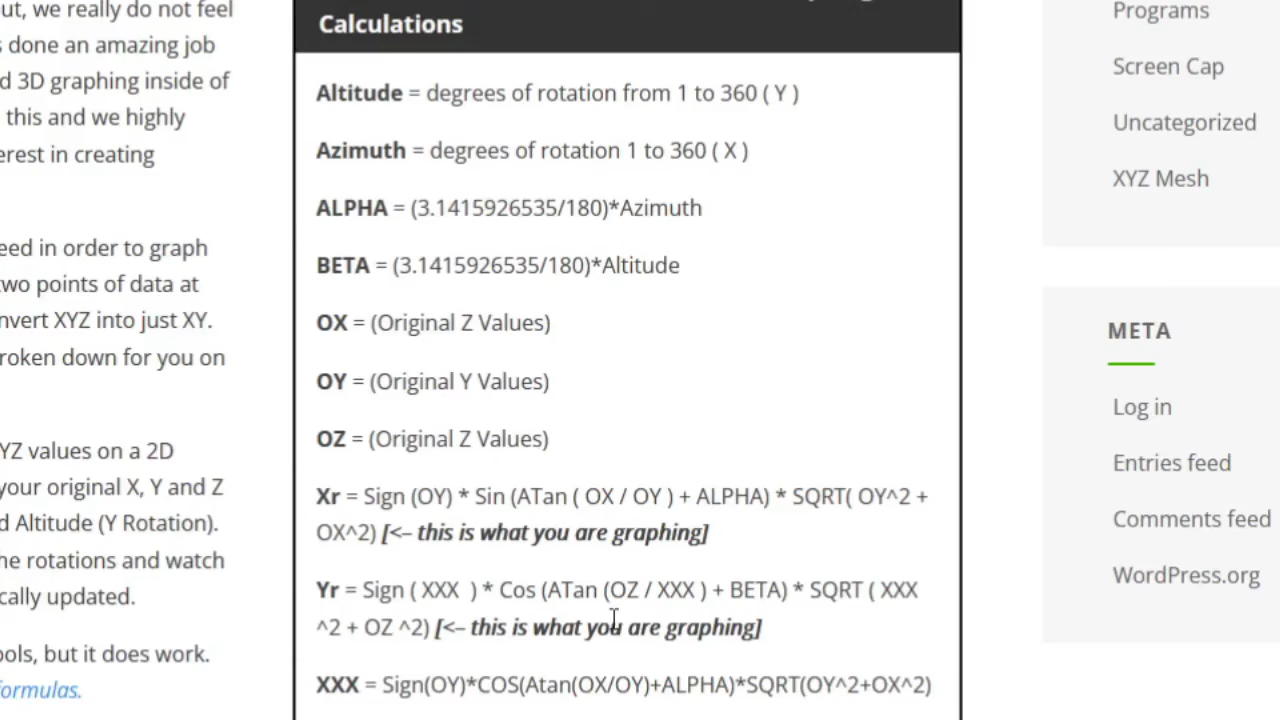 out, we really do not feel
s done an amazing job
d 3D graphing inside of
this and we highly
erest in creating
eed in order to graph
two points of data at
nvert XYZ into just XY.
roken down for you on
YZ values on a 2D
your original X, Y and Z
d Altitude (Y Rotation).
he rotations and watch
cally updated.
ools, but it does work.
formulas.
Calculations
Altitude = degrees of rotation from 1 to 360 ( Y )
Azimuth = degrees of rotation 1 to 360 ( X )
ALPHA = (3.1415926535/180)*Azimuth
BETA = (3.1415926535/180)*Altitude
OX = (Original Z Values)
OY = (Original Y Values)
OZ = (Original Z Values)
Xr = Sign (OY) * Sin (ATan ( OX / OY ) + ALPHA) * SQRT( OY^2 +
OX^2) [<– this is what you are graphing]
Yr = Sign ( XXX ) * Cos (ATan (OZ / XXX ) + BETA) * SQRT ( XXX
^2 + OZ ^2) [<– this is what you are graphing]
XXX = Sign(OY)*COS(Atan(OX/OY)+ALPHA)*SQRT(OY^2+OX^2)
Programs
Screen Cap
Uncategorized
XYZ Mesh
META
Log in
Entries feed
Comments feed
WordPress.org